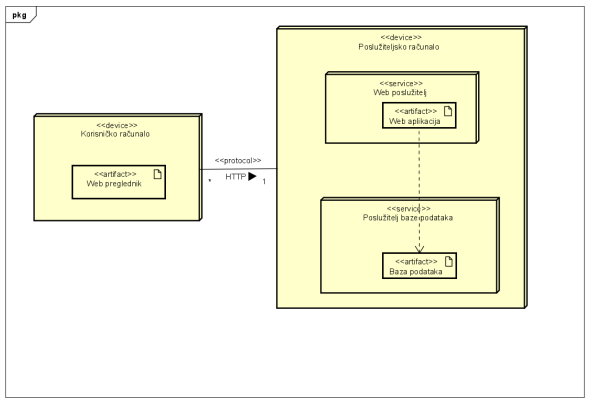 pkg
<<device>>
Korisničko računalo
<<artifact>>
Web preglednik
<<protocol>>
HTTP
*
1
<<device>>
Poslužiteljsko računalo
<<service>>
Web poslužitelj
<<artifact>>
Web aplikacija
<<service>>
Poslužitelj baze podataka
<<artifact>>
Baza podataka